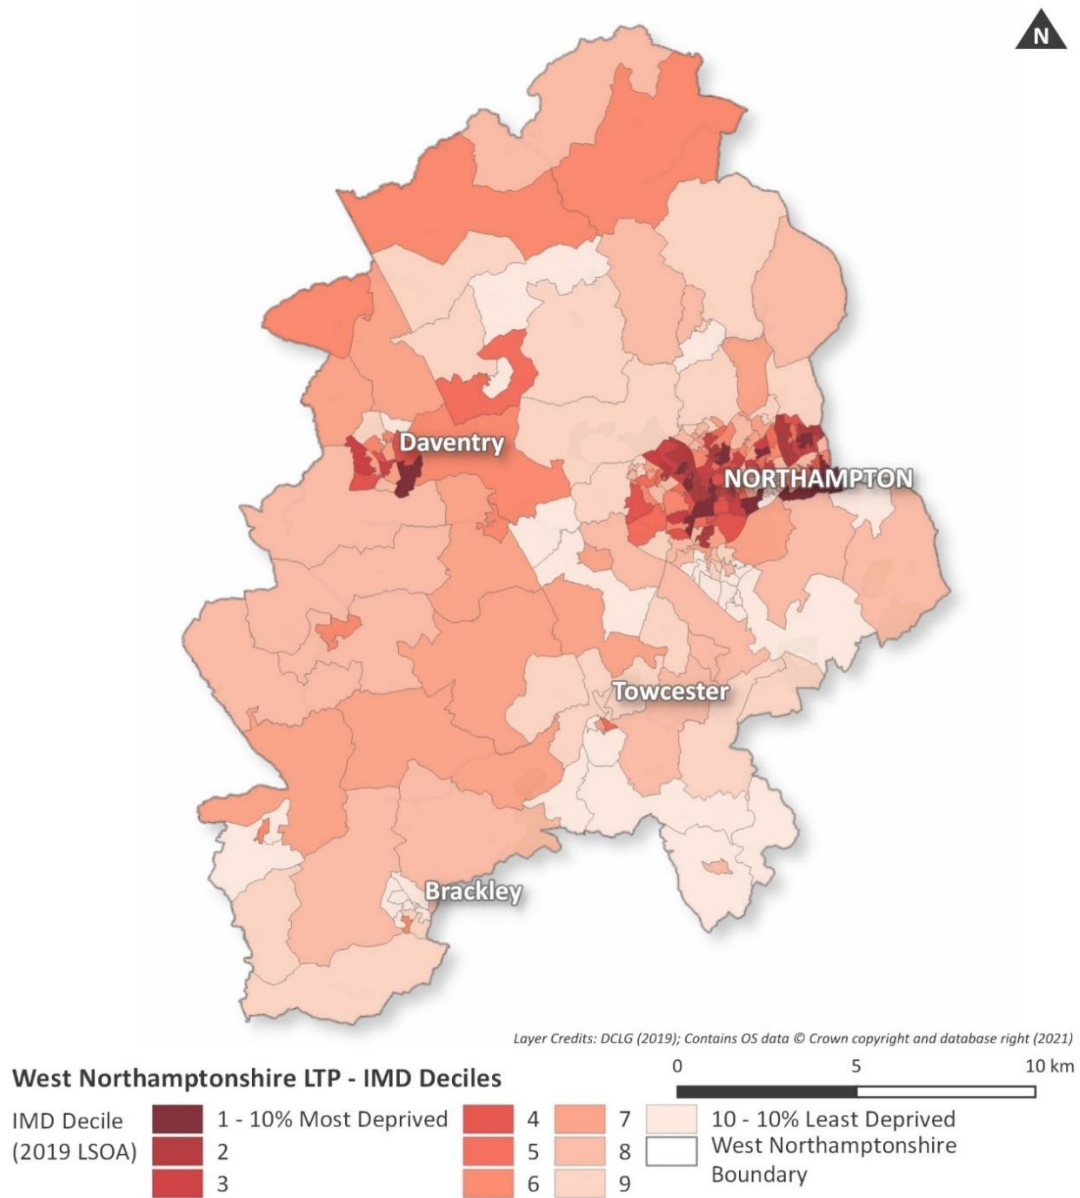 N
Daventry
NORTHAMPTON
Towcester
Brackley
Layer Credits: DCLG (2019); Contains OS data © Crown copyright and database right (2021)
West Northamptonshire LTP - IMD Deciles
0 5 10 km
IMD Decile
(2019 LSOA)
1 - 10% Most Deprived
2
3
4
5
6
7
8
9
10 - 10% Least Deprived
West Northamptonshire
Boundary